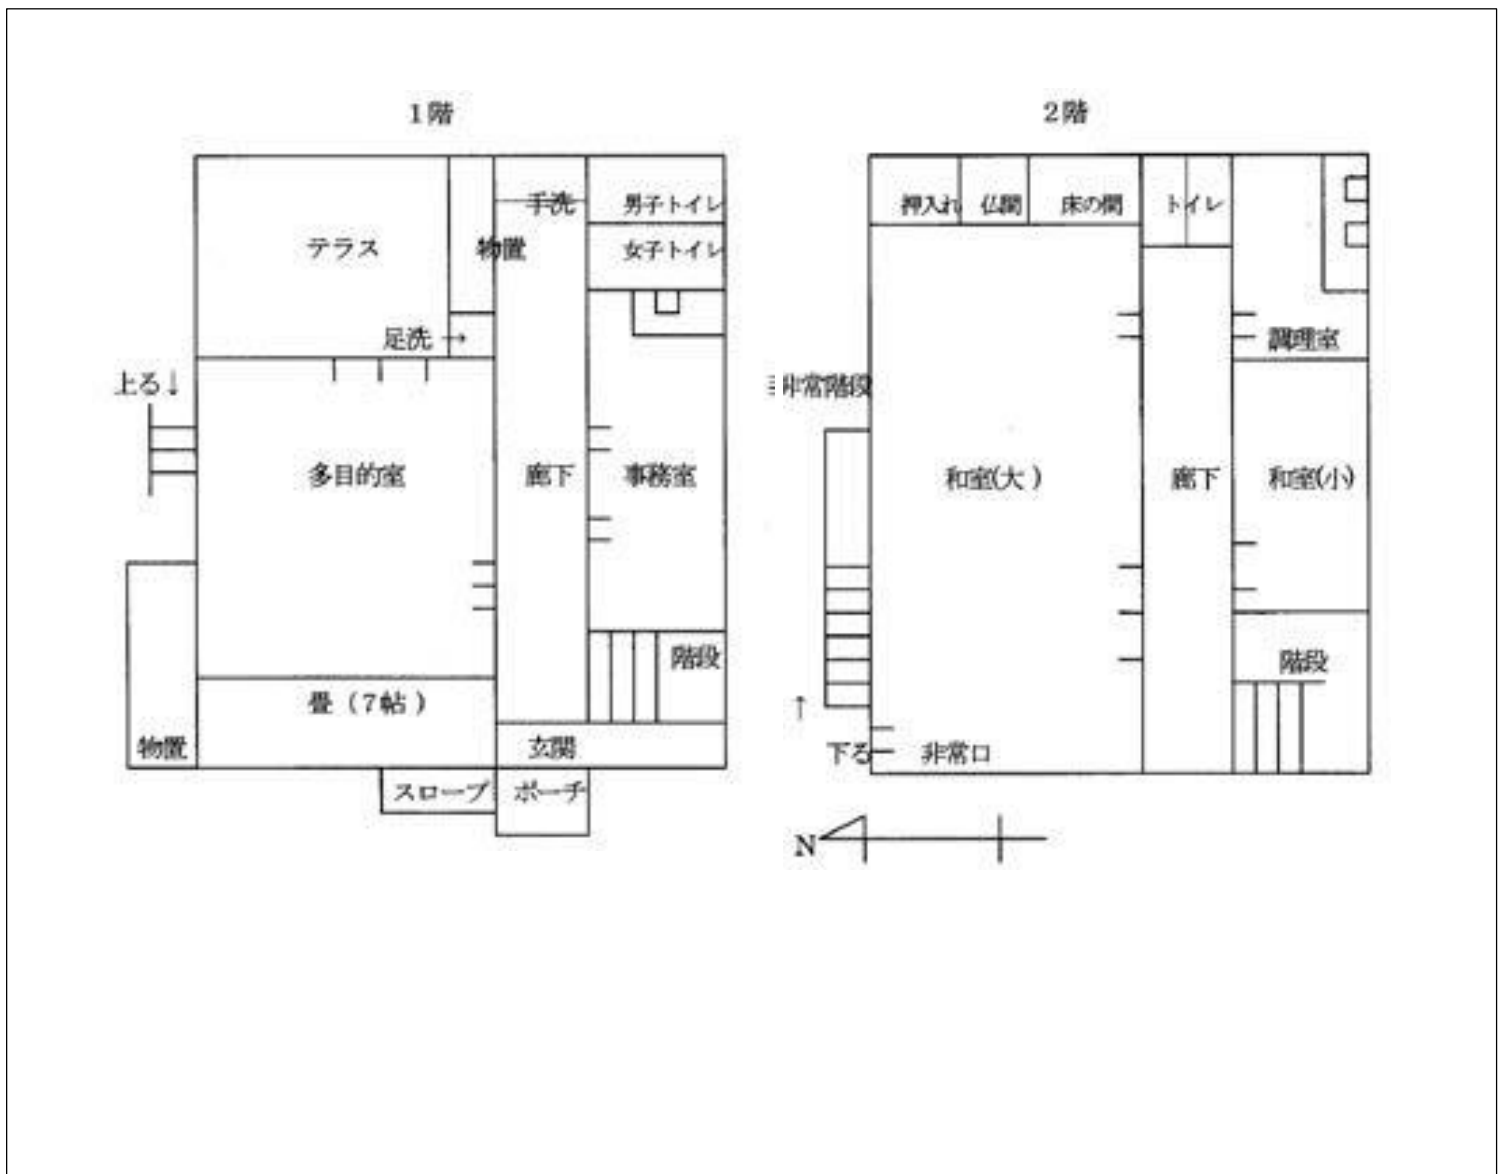 1階
手洗
男子トイレ
テラス
物置
女子トイレ
足洗 →
上る↓
多目的室
廊下
事務室
階段
畳（7帖）
物置
玄関
スロープ
ポーチ
2階
押入れ
仏間
床の間
トイレ
調理室
非常階段
和室(大)
廊下
和室(小)
階段
↑
下る
非常口
N